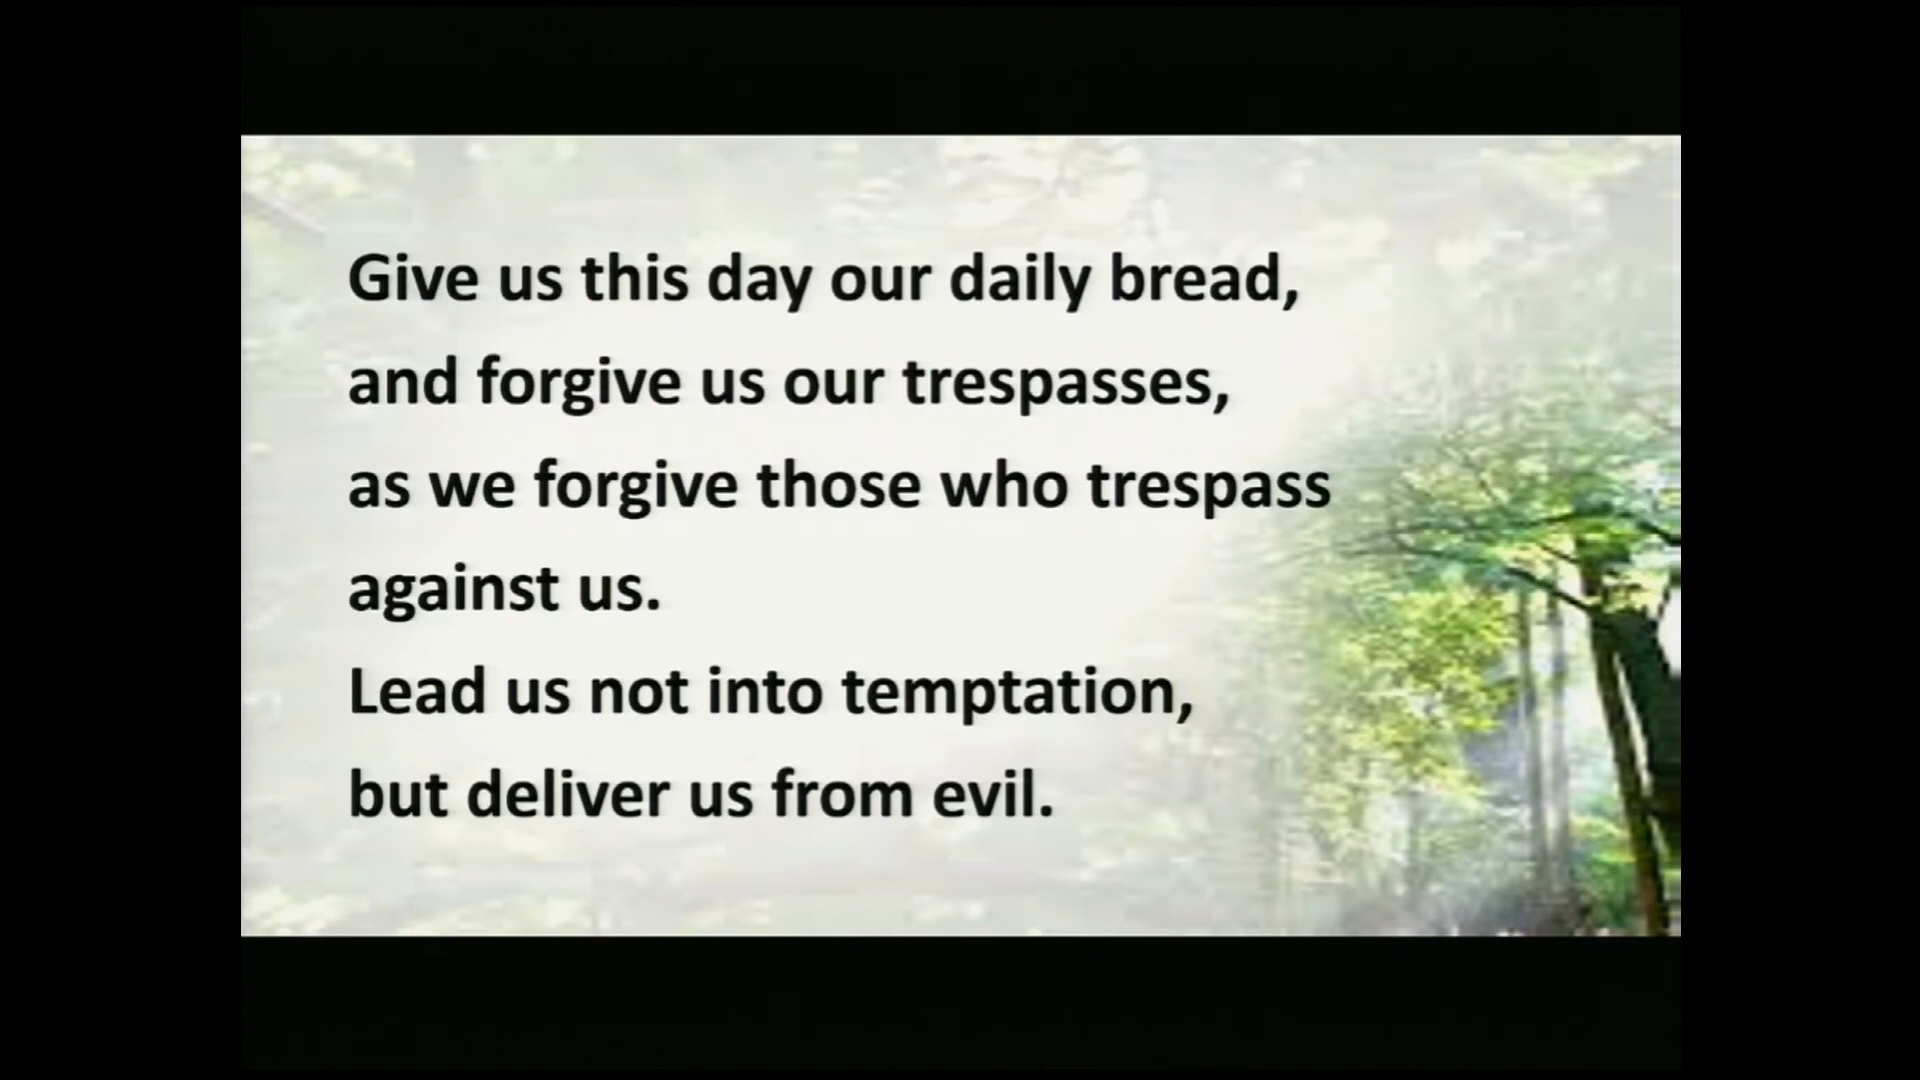 Give us this day our daily bread,
and forgive us our trespasses,
as we forgive those who trespass
against us.
Lead us not into temptation,
but deliver us from evil.